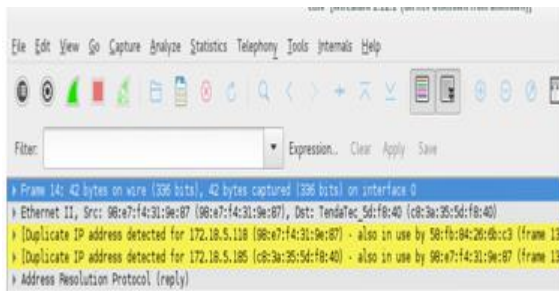 File Edit View Go Capture Analyze Statistics Telephony Tools Internals Help
Filter: Expression... Clear Apply Save
Frame 14: 42 bytes on wire (336 bits), 42 bytes captured (336 bits) on interface 0
Ethernet II, Src: 98:e7:f4:31:9e:87 (98:e7:f4:31:9e:87), Dst: TendaTec_5d:f8:40 (c8:3a:35:5d:f8:40)
[Duplicate IP address detected for 172.18.5.118 (98:e7:f4:31:9e:87) - also in use by 58:fb:84:26:6b:c3 (frame 13
[Duplicate IP address detected for 172.18.5.185 (c8:3a:35:5d:f8:40) - also in use by 98:e7:f4:31:9e:87 (frame 13
Address Resolution Protocol (reply)